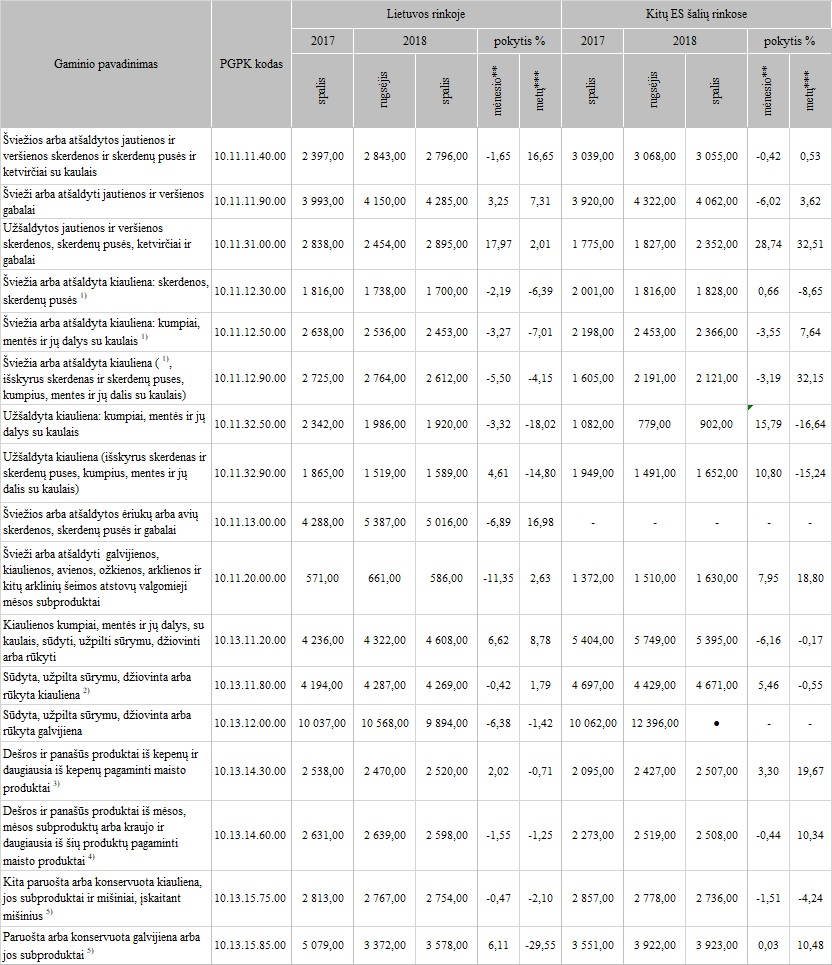 Gaminio pavadinimas PGPK kodas Lietuvos rinkoje Kitų ES šalių rinkose
2017 2018 pokytis % 2017 2018 pokytis %
spalis rugsėjis spalis mėnesio** metų*** spalis rugsėjis spalis mėnesio** metų***
Šviežios arba atšaldytos jautienos ir
veršienos skerdenos ir skerdenų pusės ir
ketvirčiai su kaulais
10.11.11.40.00 2 397,00 2 843,00 2 796,00 -1,65 16,65 3 039,00 3 068,00 3 055,00 -0,42 0,53
Švieži arba atšaldyti jautienos ir veršienos
gabalai
10.11.11.90.00 3 993,00 4 150,00 4 285,00 3,25 7,31 3 920,00 4 322,00 4 062,00 -6,02 3,62
Užšaldytos jautienos ir veršienos
skerdenos, skerdenų pusės, ketvirčiai ir
gabalai
10.11.31.00.00 2 838,00 2 454,00 2 895,00 17,97 2,01 1 775,00 1 827,00 2 352,00 28,74 32,51
Šviežia arba atšaldyta kiauliena: skerdenos,
skerdenų pusės 1)
10.11.12.30.00 1 816,00 1 738,00 1 700,00 -2,19 -6,39 2 001,00 1 816,00 1 828,00 0,66 -8,65
Šviežia arba atšaldyta kiauliena: kumpiai,
mentės ir jų dalys su kaulais 1)
10.11.12.50.00 2 638,00 2 536,00 2 453,00 -3,27 -7,01 2 198,00 2 453,00 2 366,00 -3,55 7,64
Šviežia arba atšaldyta kiauliena ( 1),
išskyrus skerdenas ir skerdenų puses,
kumpius, mentes ir jų dalis su kaulais)
10.11.12.90.00 2 725,00 2 764,00 2 612,00 -5,50 -4,15 1 605,00 2 191,00 2 121,00 -3,19 32,15
Užšaldyta kiauliena: kumpiai, mentės ir jų
dalys su kaulais
10.11.32.50.00 2 342,00 1 986,00 1 920,00 -3,32 -18,02 1 082,00 779,00 902,00 15,79 -16,64
Užšaldyta kiauliena (išskyrus skerdenas ir
skerdenų puses, kumpius, mentes ir jų
dalis su kaulais)
10.11.32.90.00 1 865,00 1 519,00 1 589,00 4,61 -14,80 1 949,00 1 491,00 1 652,00 10,80 -15,24
Šviežios arba atšaldytos ėriukų arba avių
skerdenos, skerdenų pusės ir gabalai
10.11.13.00.00 4 288,00 5 387,00 5 016,00 -6,89 16,98 - - - - -
Švieži arba atšaldyti galvijienos,
kiaulienos, avienos, ožkienos, arklienos ir
kitų arklinių šeimos atstovų valgomieji
mėsos subproduktai
10.11.20.00.00 571,00 661,00 586,00 -11,35 2,63 1 372,00 1 510,00 1 630,00 7,95 18,80
Kiaulienos kumpiai, mentės ir jų dalys, su
kaulais, sūdyti, užpilti sūrymu, džiovinti
arba rūkyti
10.13.11.20.00 4 236,00 4 322,00 4 608,00 6,62 8,78 5 404,00 5 749,00 5 395,00 -6,16 -0,17
Sūdyta, užpilta sūrymu, džiovinta arba
rūkyta kiauliena 2)
10.13.11.80.00 4 194,00 4 287,00 4 269,00 -0,42 1,79 4 697,00 4 429,00 4 671,00 5,46 -0,55
Sūdyta, užpilta sūrymu, džiovinta arba
rūkyta galvijiena
10.13.12.00.00 10 037,00 10 568,00 9 894,00 -6,38 -1,42 10 062,00 12 396,00 ● - -
Dešros ir panašūs produktai iš kepenų ir
daugiausia iš kepenų pagaminti maisto
produktai 3)
10.13.14.30.00 2 538,00 2 470,00 2 520,00 2,02 -0,71 2 095,00 2 427,00 2 507,00 3,30 19,67
Dešros ir panašūs produktai iš mėsos,
mėsos subproduktų arba kraujo ir
daugiausia iš šių produktų pagaminti
maisto produktai 4)
10.13.14.60.00 2 631,00 2 639,00 2 598,00 -1,55 -1,25 2 273,00 2 519,00 2 508,00 -0,44 10,34
Kita paruošta arba konservuota kiauliena,
jos subproduktai ir mišiniai, įskaitant
mišinius 5)
10.13.15.75.00 2 813,00 2 767,00 2 754,00 -0,47 -2,10 2 857,00 2 778,00 2 736,00 -1,51 -4,24
Paruošta arba konservuota galvijiena arba
jos subproduktai 5)
10.13.15.85.00 5 079,00 3 372,00 3 578,00 6,11 -29,55 3 551,00 3 922,00 3 923,00 0,03 10,48